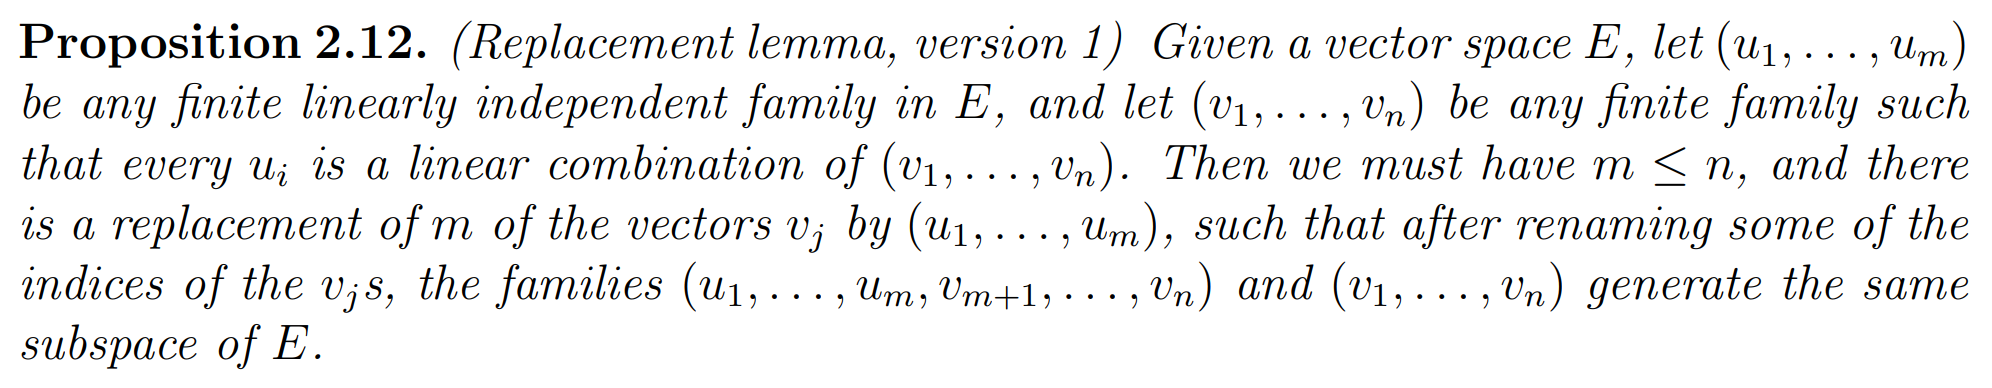 Proposition 2.12. (Replacement lemma, version 1) Given a vector space E, let (u₁, . . . , uₘ)
be any finite linearly independent family in E, and let (v₁, . . . , vₙ) be any finite family such
that every uᵢ is a linear combination of (v₁, . . . , vₙ). Then we must have m ≤ n, and there
is a replacement of m of the vectors vⱼ by (u₁, . . . , uₘ), such that after renaming some of the
indices of the vⱼs, the families (u₁, . . . , uₘ, vₘ₊₁, . . . , vₙ) and (v₁, . . . , vₙ) generate the same
subspace of E.